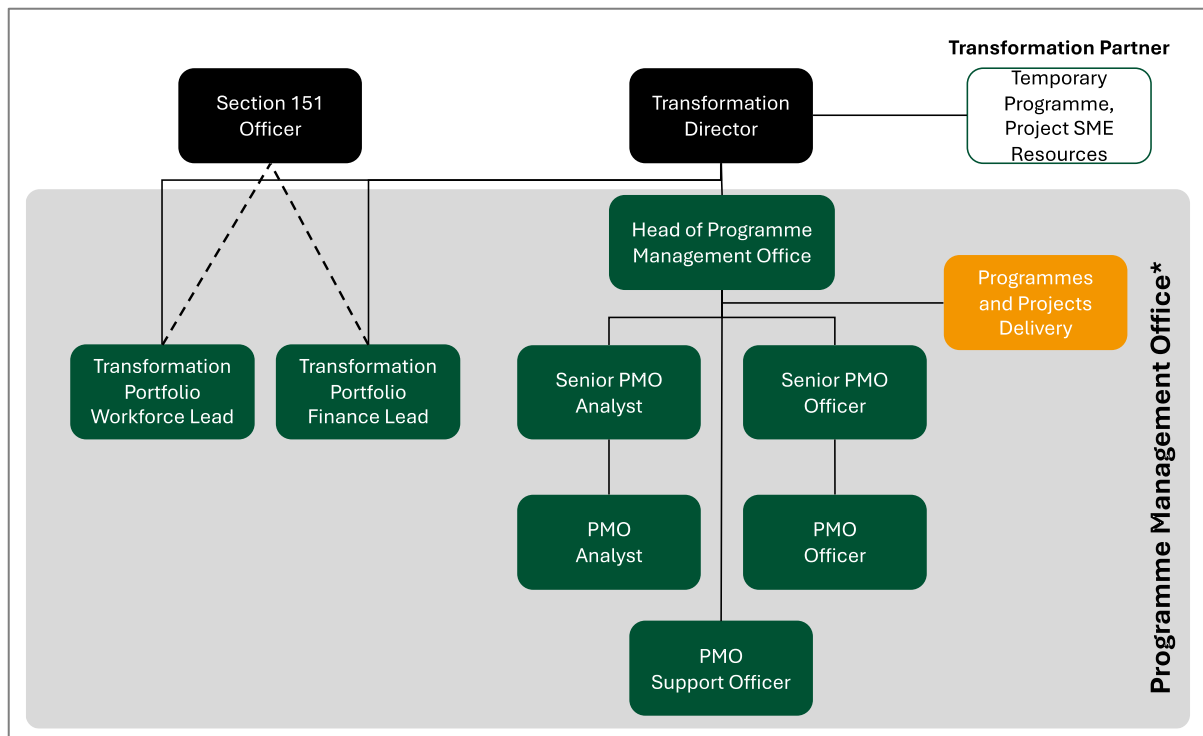 Transformation Partner
Section 151
Officer
Transformation
Director
Temporary
Programme,
Project SME
Resources
Head of Programme
Management Office
Programmes
and Projects
Delivery
Transformation
Portfolio
Workforce Lead
Transformation
Portfolio
Finance Lead
Senior PMO
Analyst
Senior PMO
Officer
PMO
Analyst
PMO
Officer
PMO
Support Officer
Programme Management Office*